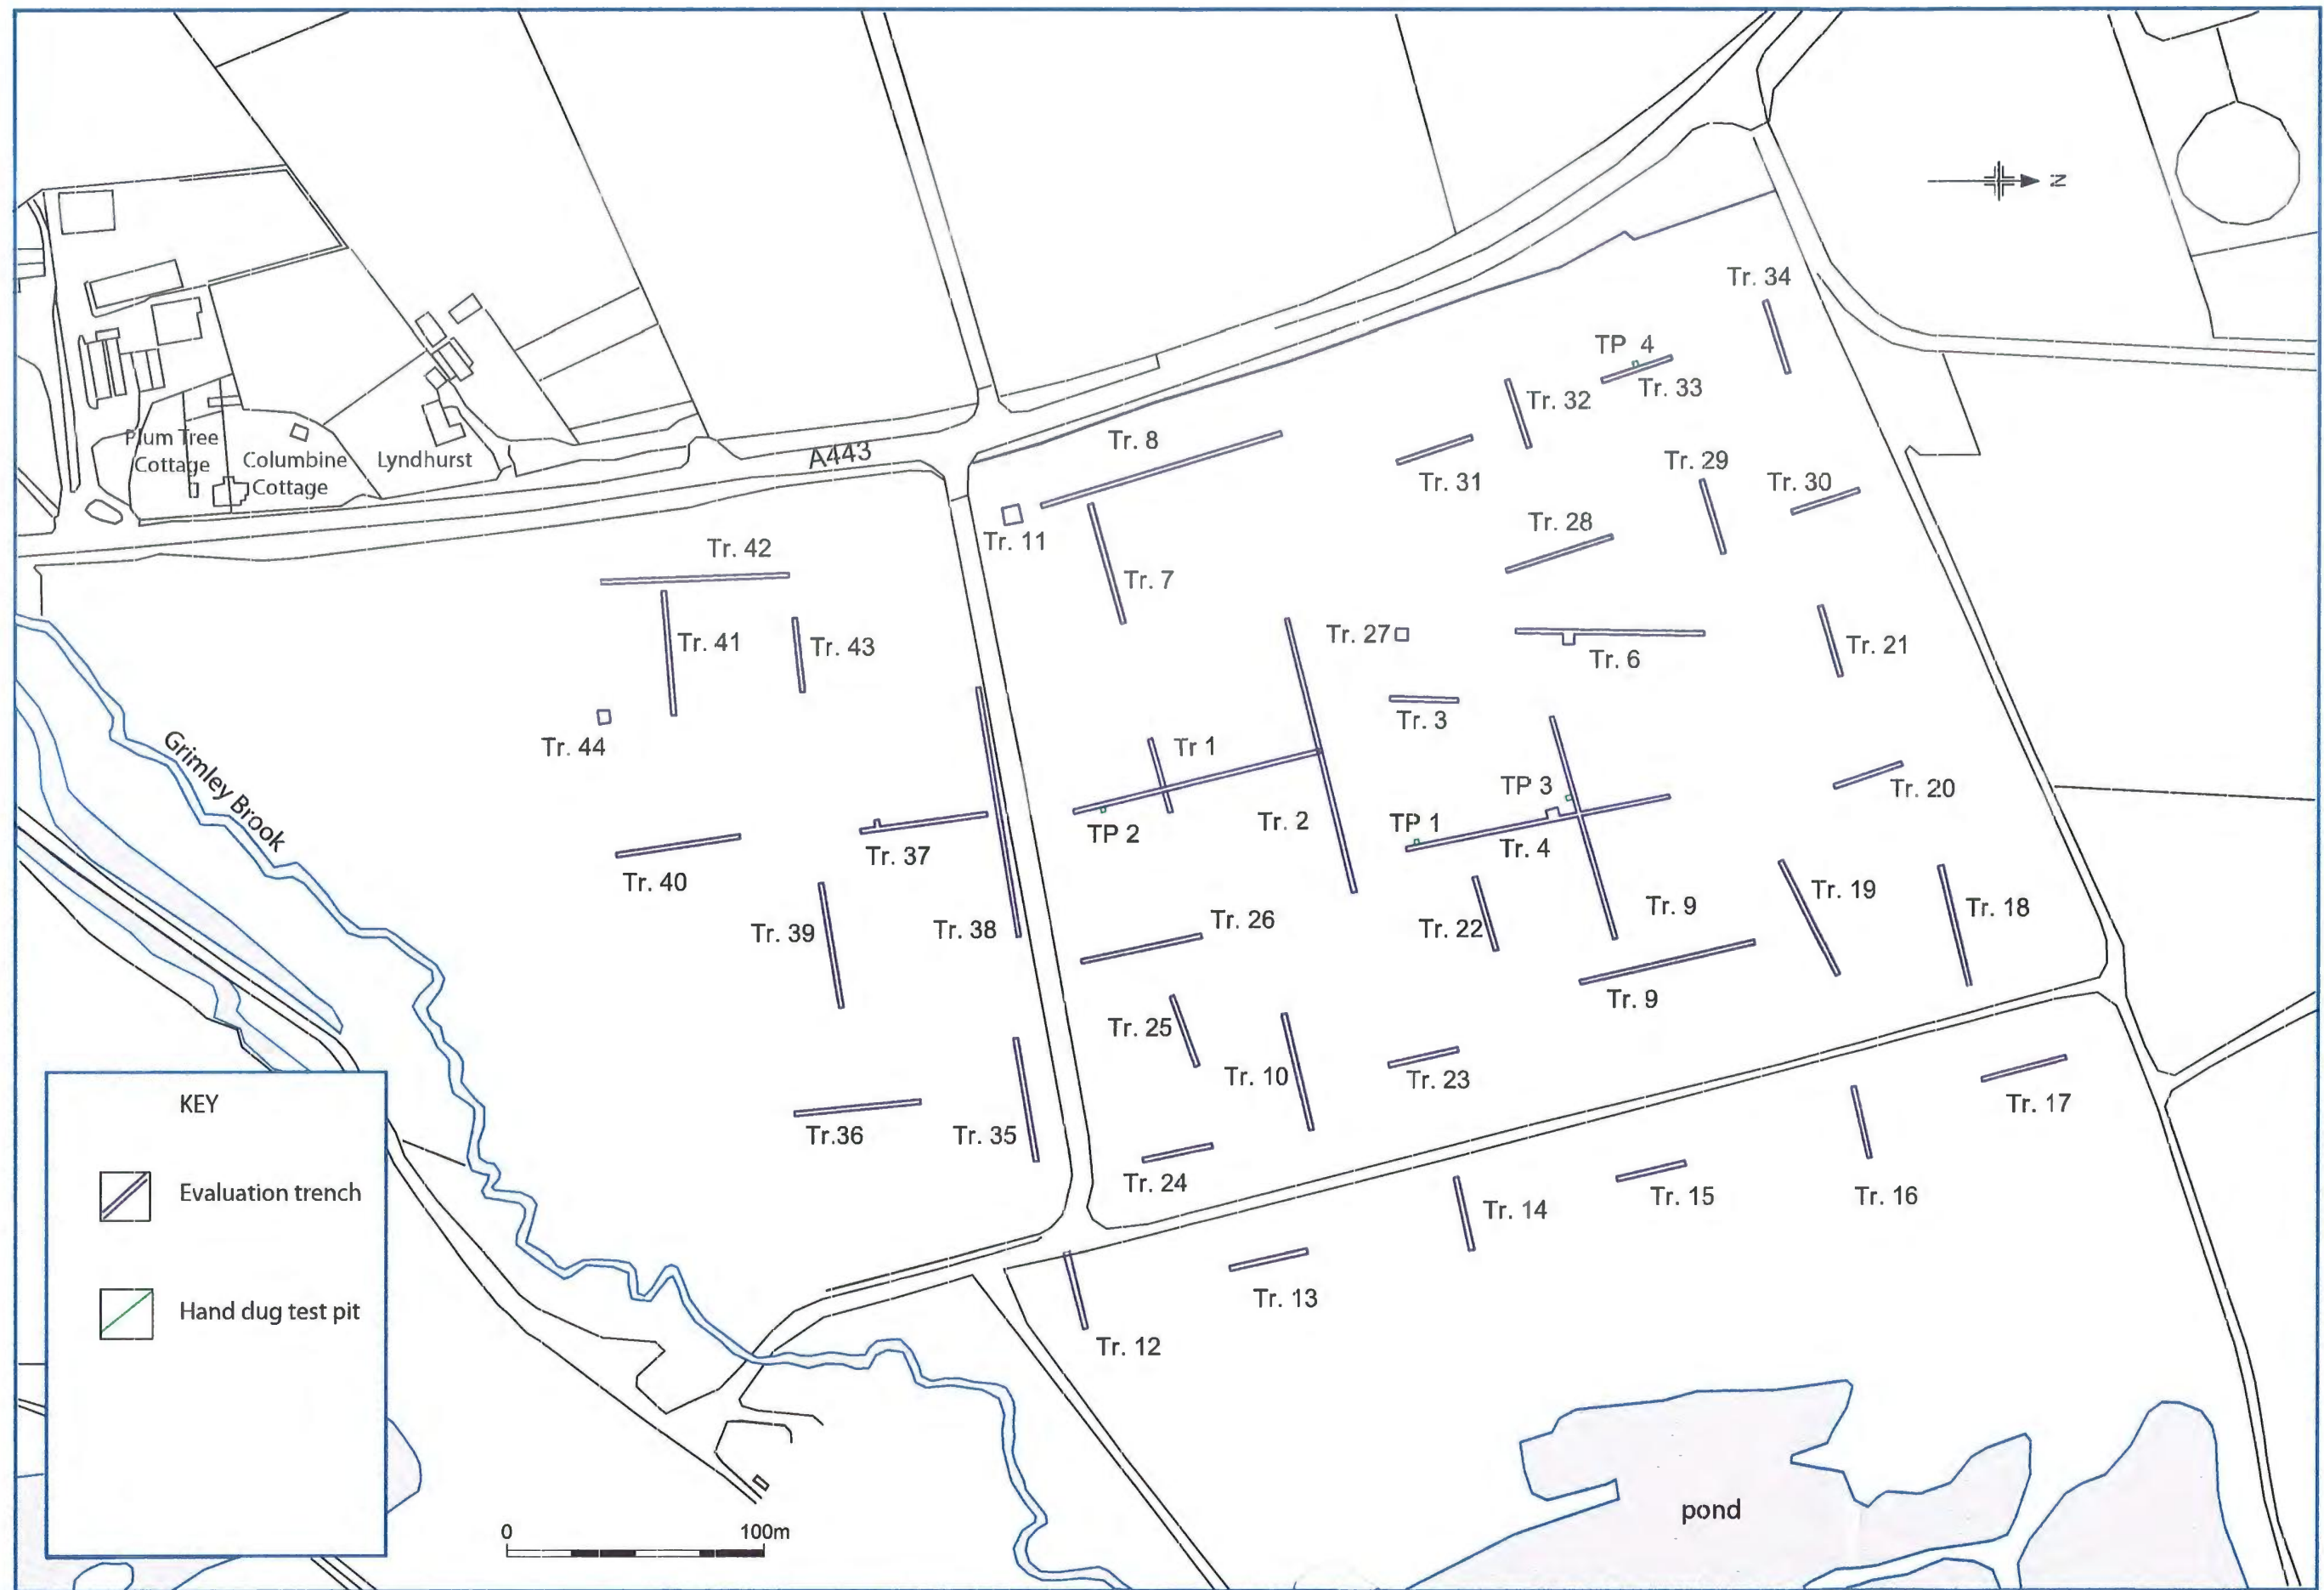 N
Tr. 34
TP 4
Tr. 33
Tr. 32
Plum Tree
Cottage
Columbine
Cottage
Lyndhurst
A443
Tr. 8
Tr. 31
Tr. 29
Tr. 30
Tr. 11
Tr. 28
Tr. 42
Tr. 7
Tr. 41
Tr. 43
Tr. 27
Tr. 6
Tr. 21
Tr. 3
Tr. 44
Tr 1
Grimley Brook
TP 3
Tr. 20
TP 2
Tr. 2
TP 1
Tr. 4
Tr. 37
Tr. 40
Tr. 19
Tr. 9
Tr. 18
Tr. 26
Tr. 22
Tr. 39
Tr. 38
Tr. 9
Tr. 25
Tr. 10
Tr. 23
Tr. 17
Tr.36
Tr. 35
Tr. 24
Tr. 14
Tr. 15
Tr. 16
Tr. 13
Tr. 12
KEY
Evaluation trench
Hand dug test pit
0 100m
pond